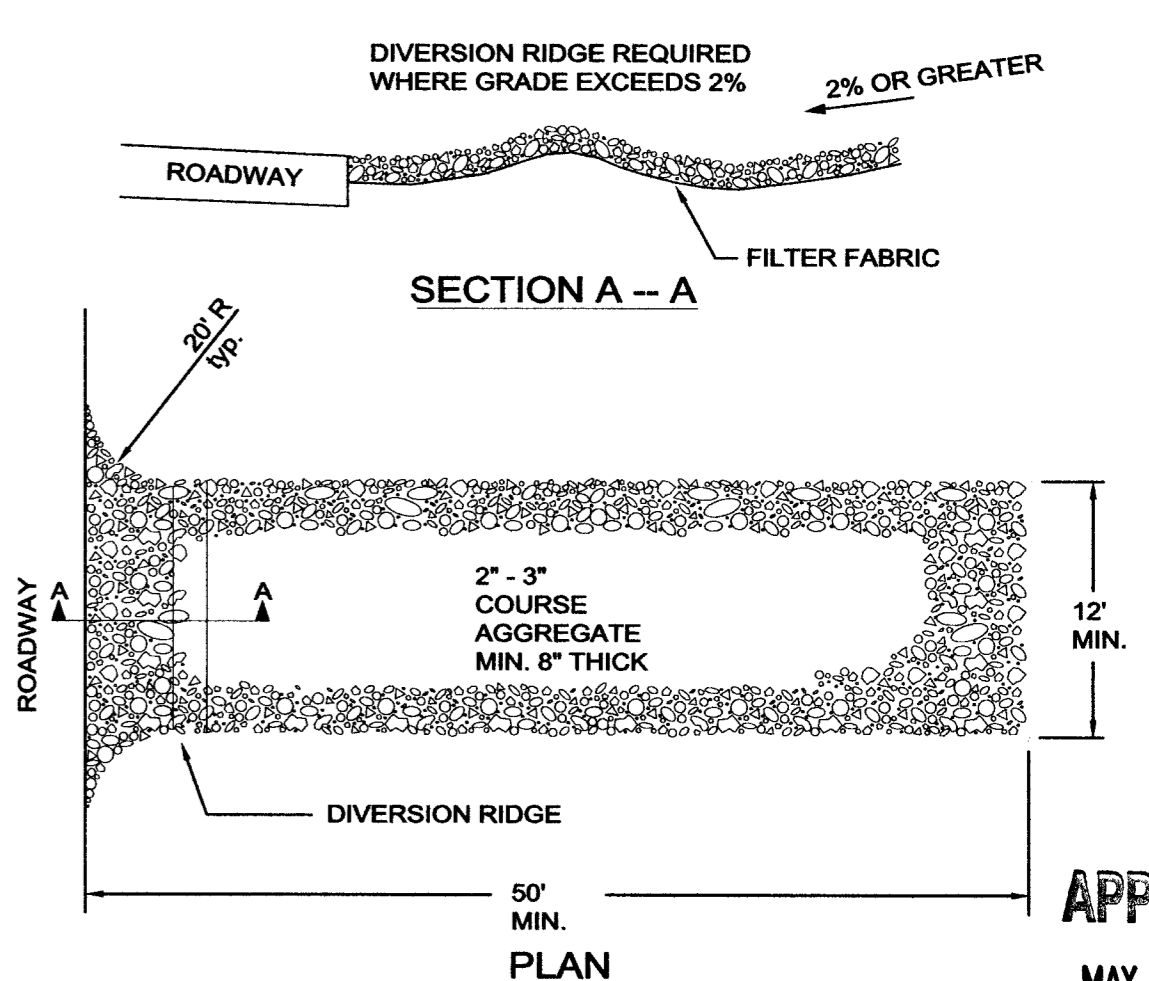 DIVERSION RIDGE REQUIRED
WHERE GRADE EXCEEDS 2%
2% OR GREATER
ROADWAY
FILTER FABRIC
SECTION A -- A
20' R
typ.
ROADWAY
A
A
2" - 3"
COURSE
AGGREGATE
MIN. 8" THICK
12'
MIN.
DIVERSION RIDGE
50'
MIN.
PLAN
APP
MAY